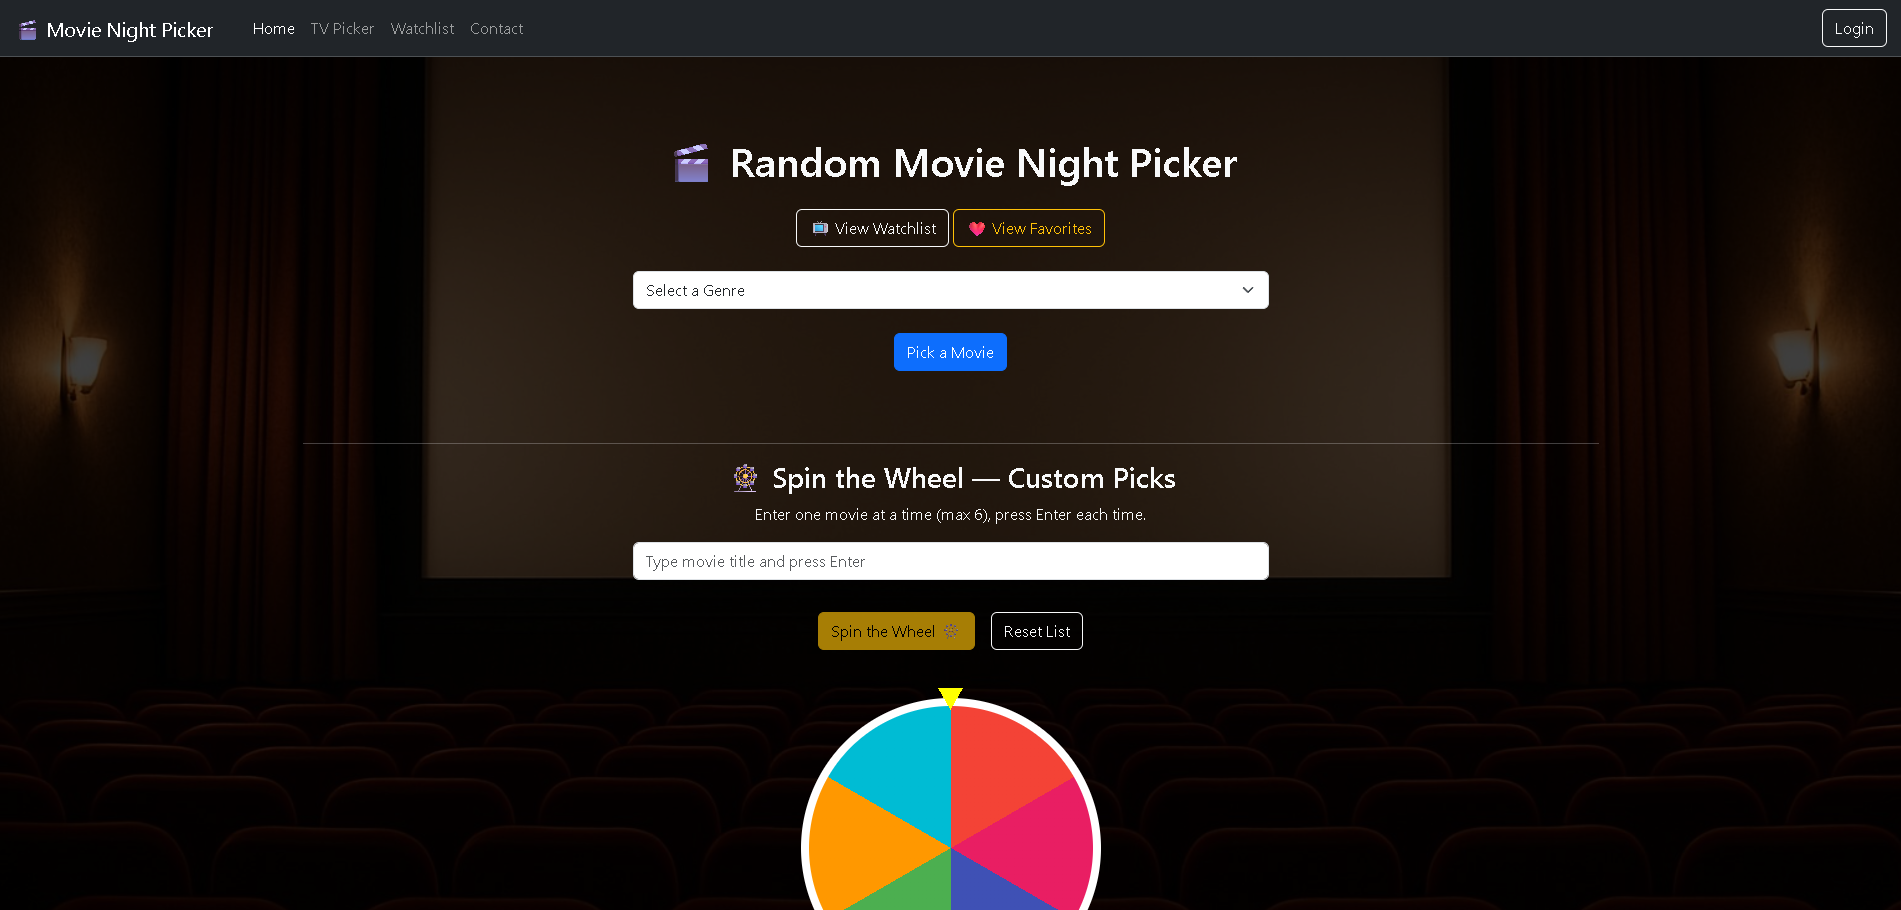 Movie Night Picker
Home TV Picker Watchlist Contact
Login
Random Movie Night Picker
View Watchlist
View Favorites
Select a Genre
Pick a Movie
Spin the Wheel — Custom Picks
Enter one movie at a time (max 6), press Enter each time.
Type movie title and press Enter
Spin the Wheel
Reset List